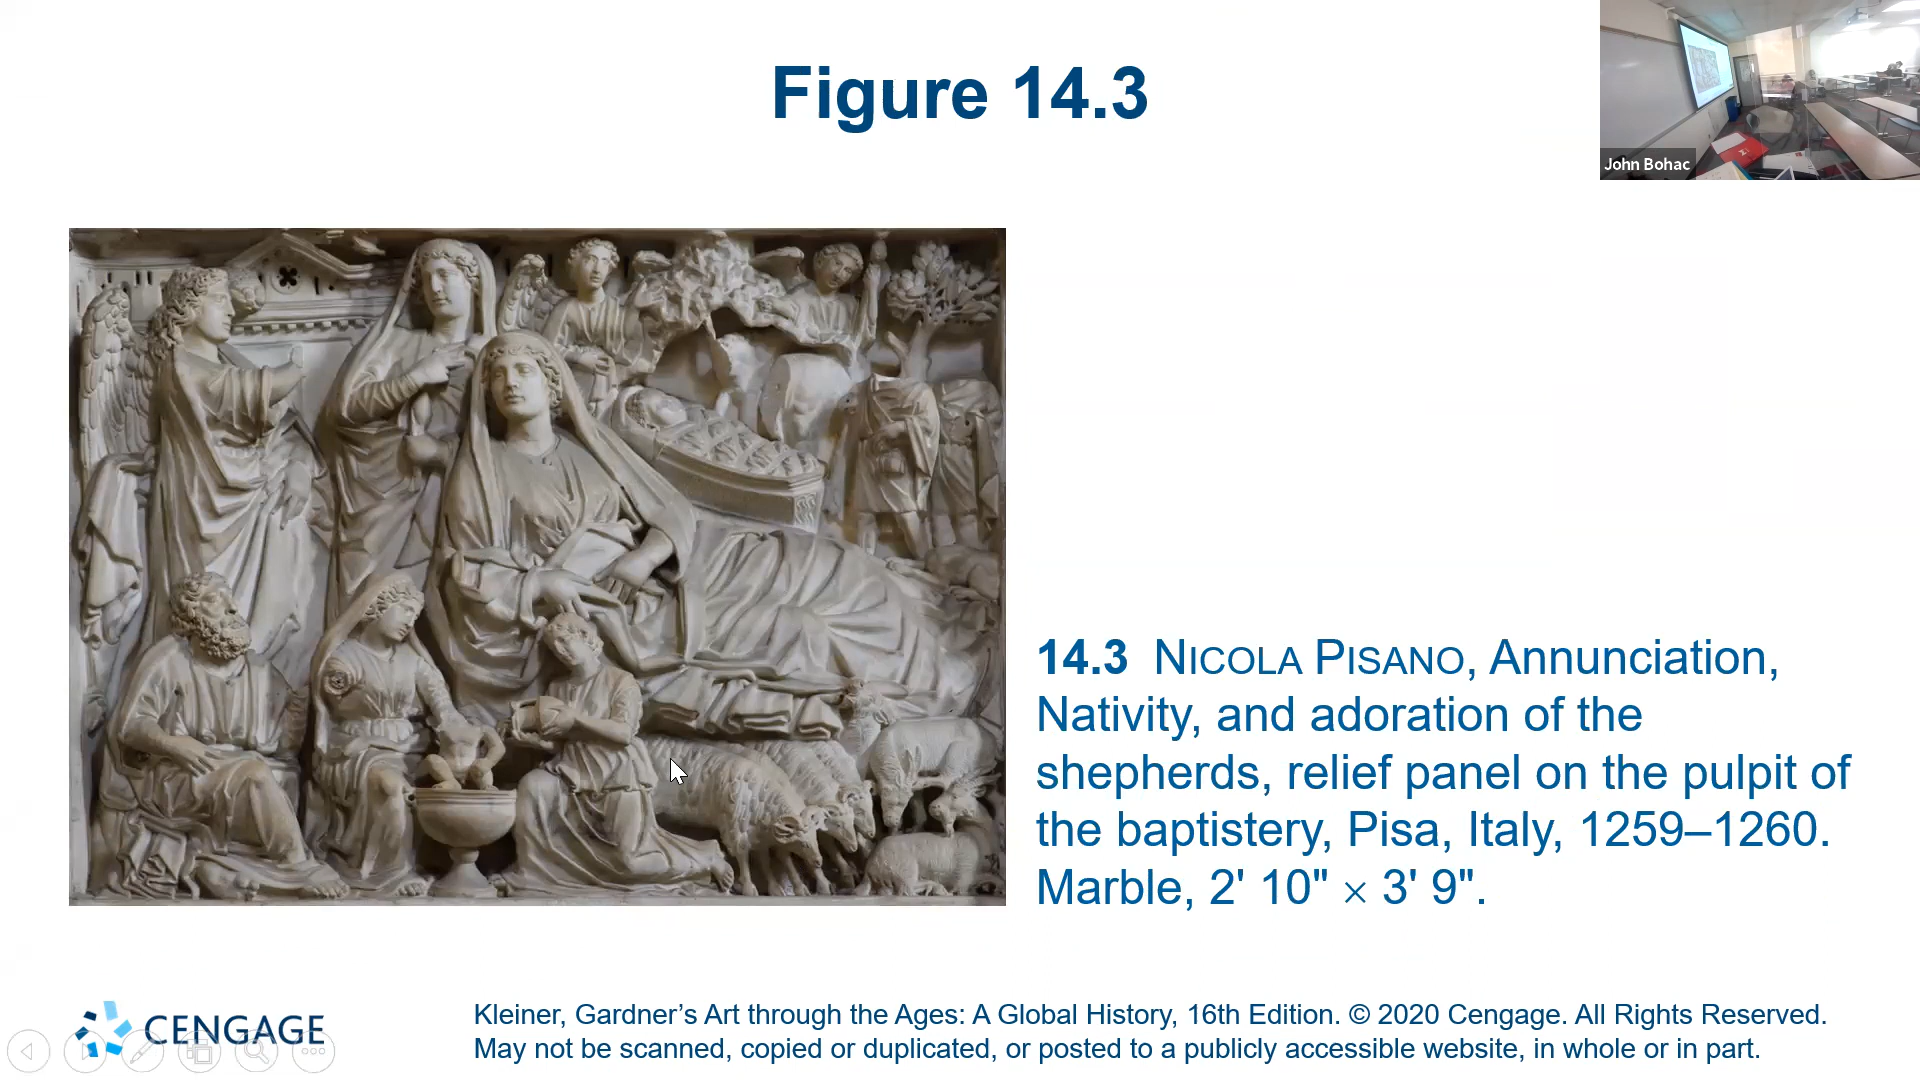 Figure 14.3
John Bohac
14.3 NICOLA PISANO, Annunciation,
Nativity, and adoration of the
shepherds, relief panel on the pulpit of
the baptistery, Pisa, Italy, 1259–1260.
Marble, 2' 10" × 3' 9".
CENGAGE
Kleiner, Gardner’s Art through the Ages: A Global History, 16th Edition. © 2020 Cengage. All Rights Reserved.
May not be scanned, copied or duplicated, or posted to a publicly accessible website, in whole or in part.